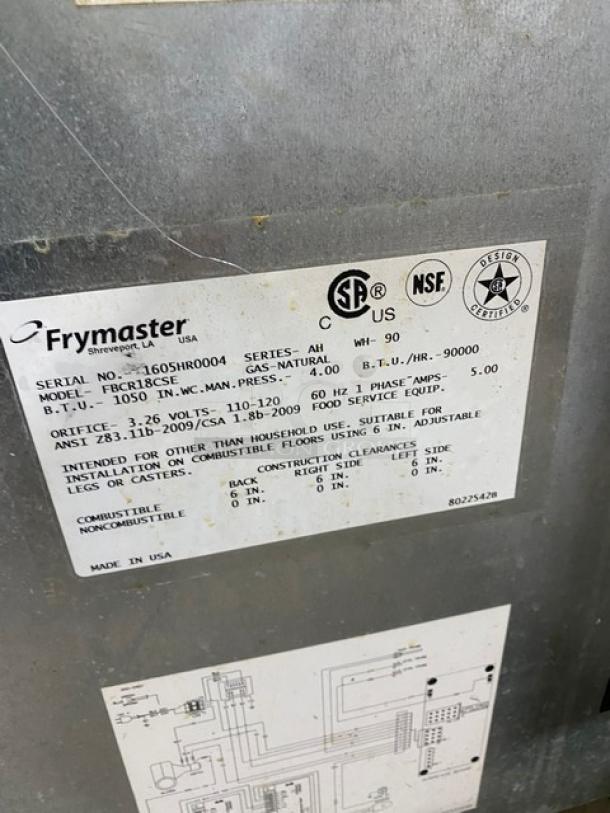 Frymaster
Shreveport, LA USA
SA ®
C US
NSF®
DESIGN
SA
CERTIFIED ®
SERIAL NO.- 1605HR0004 SERIES- AH WH- 90
MODEL- FBCR18CSE GAS-NATURAL
B.T.U.- 1050 IN.WC.MAN.PRESS.- 4.00 B.T.U./HR.-90000
ORIFICE- 3.26 VOLTS- 110-120 60 HZ 1 PHASE AMPS- 5.00
ANSI Z83.11b-2009/CSA 1.8b-2009 FOOD SERVICE EQUIP.
INTENDED FOR OTHER THAN HOUSEHOLD USE. SUITABLE FOR
INSTALLATION ON COMBUSTIBLE FLOORS USING 6 IN. ADJUSTABLE
LEGS OR CASTERS.
CONSTRUCTION CLEARANCES
BACK RIGHT SIDE LEFT SIDE
COMBUSTIBLE 6 IN. 6 IN. 6 IN.
NONCOMBUSTIBLE 0 IN. 0 IN. 0 IN.
MADE IN USA 8022542B